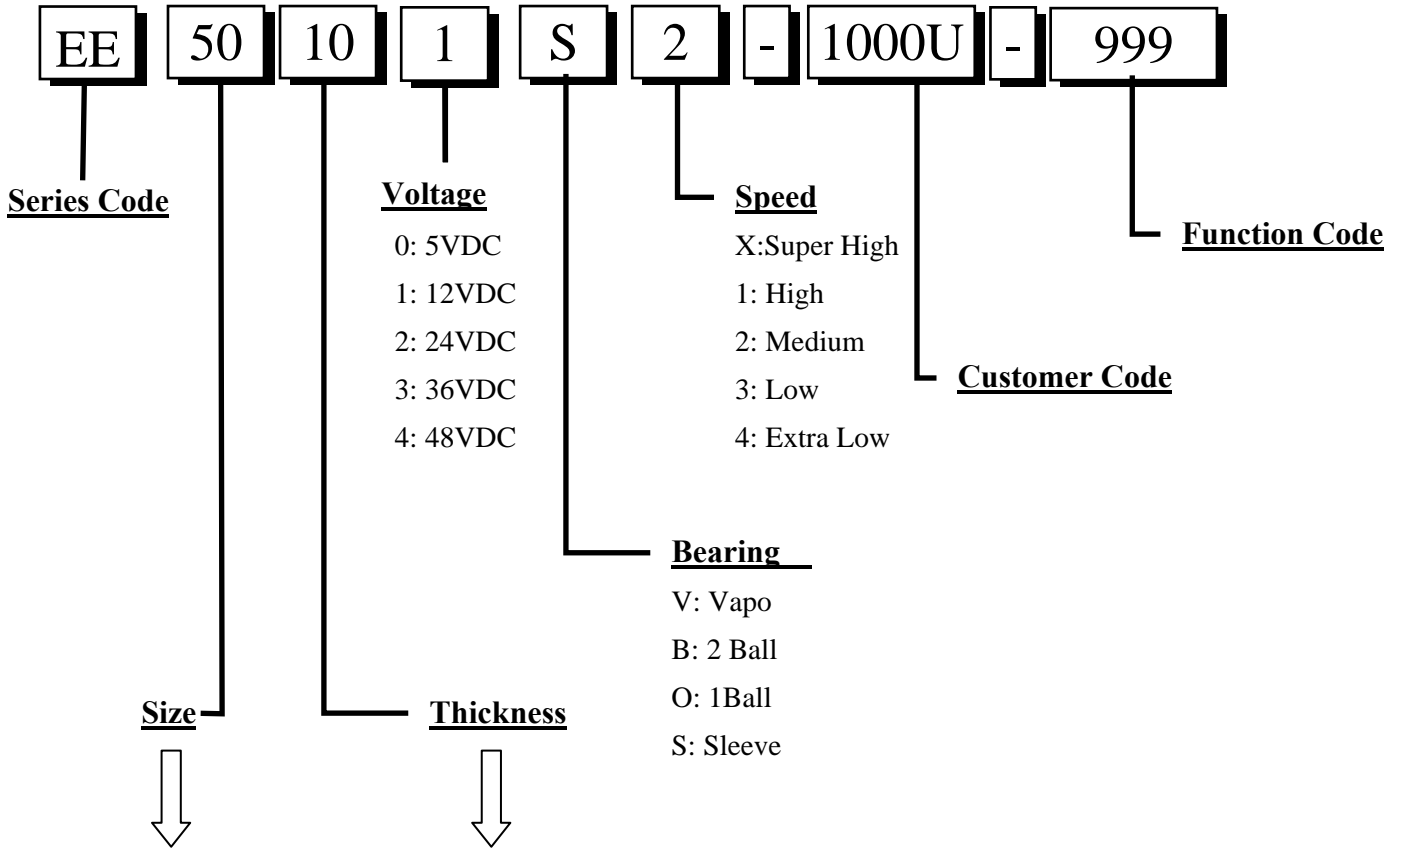 EE 50 10 1 S 2 - 1000U - 999
Series Code
Voltage
0: 5VDC
1: 12VDC
2: 24VDC
3: 36VDC
4: 48VDC
Speed
X:Super High
1: High
2: Medium
3: Low
4: Extra Low
Function Code
Customer Code
Bearing
V: Vapo
B: 2 Ball
O: 1Ball
S: Sleeve
Size
Thickness